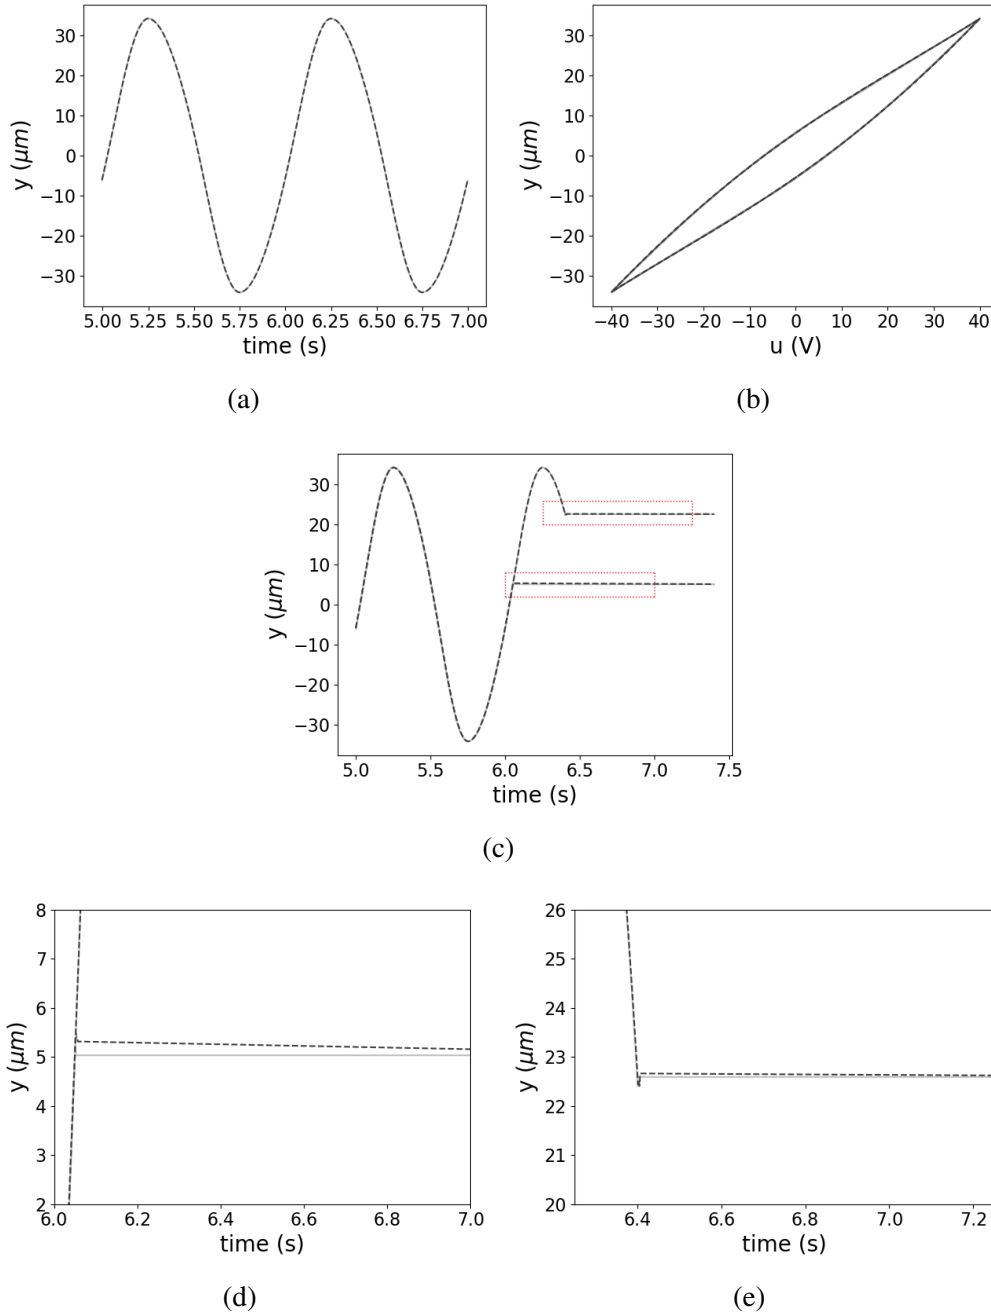 30
20
10
0
−10
−20
−30
y (μm)
5.00 5.25 5.50 5.75 6.00 6.25 6.50 6.75 7.00
time (s)
(a)
30
20
10
0
−10
−20
−30
y (μm)
−40 −30 −20 −10 0 10 20 30 40
u (V)
(b)
30
20
10
0
−10
−20
−30
y (μm)
5.0 5.5 6.0 6.5 7.0 7.5
time (s)
(c)
8
7
6
5
4
3
2
y (μm)
6.0 6.2 6.4 6.6 6.8 7.0
time (s)
(d)
26
25
24
23
22
21
20
y (μm)
6.4 6.6 6.8 7.0 7.2
time (s)
(e)